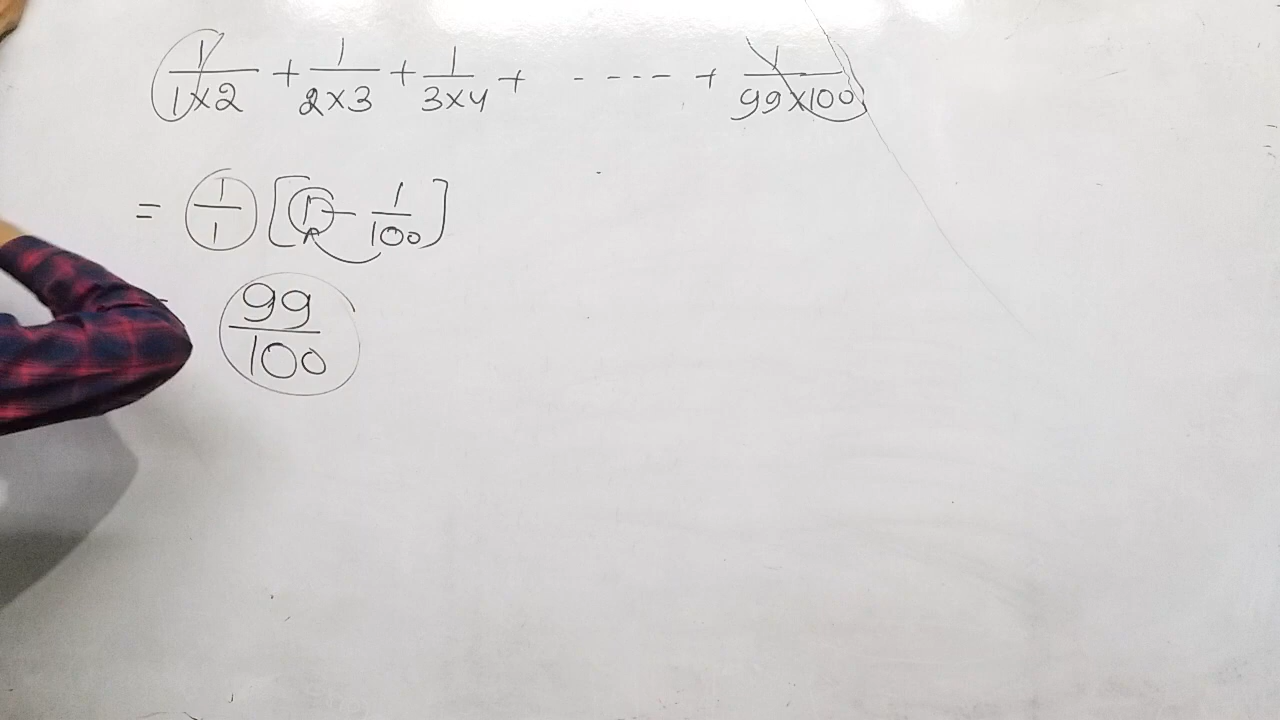 1/1×2 + 1/2×3 + 1/3×4 + ----- + 1/99×100
= 1/1 [1 - 1/100]
99/100